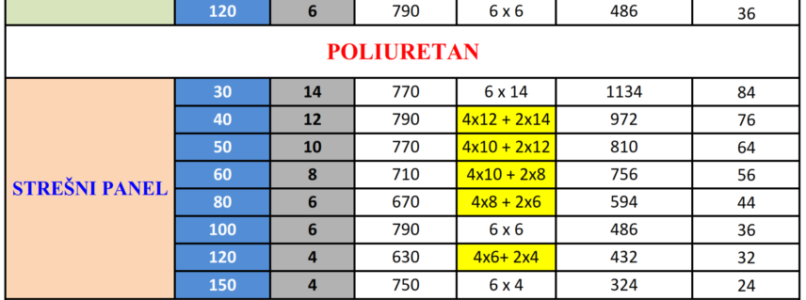 120 6 790 6 x 6 486 36
POLIURETAN
30 14 770 6 x 14 1134 84
40 12 790 4x12 + 2x14 972 76
50 10 770 4x10 + 2x12 810 64
60 8 710 4x10 + 2x8 756 56
STREŠNI PANEL
80 6 670 4x8 + 2x6 594 44
100 6 790 6 x 6 486 36
120 4 630 4x6+ 2x4 432 32
150 4 750 6 x 4 324 24